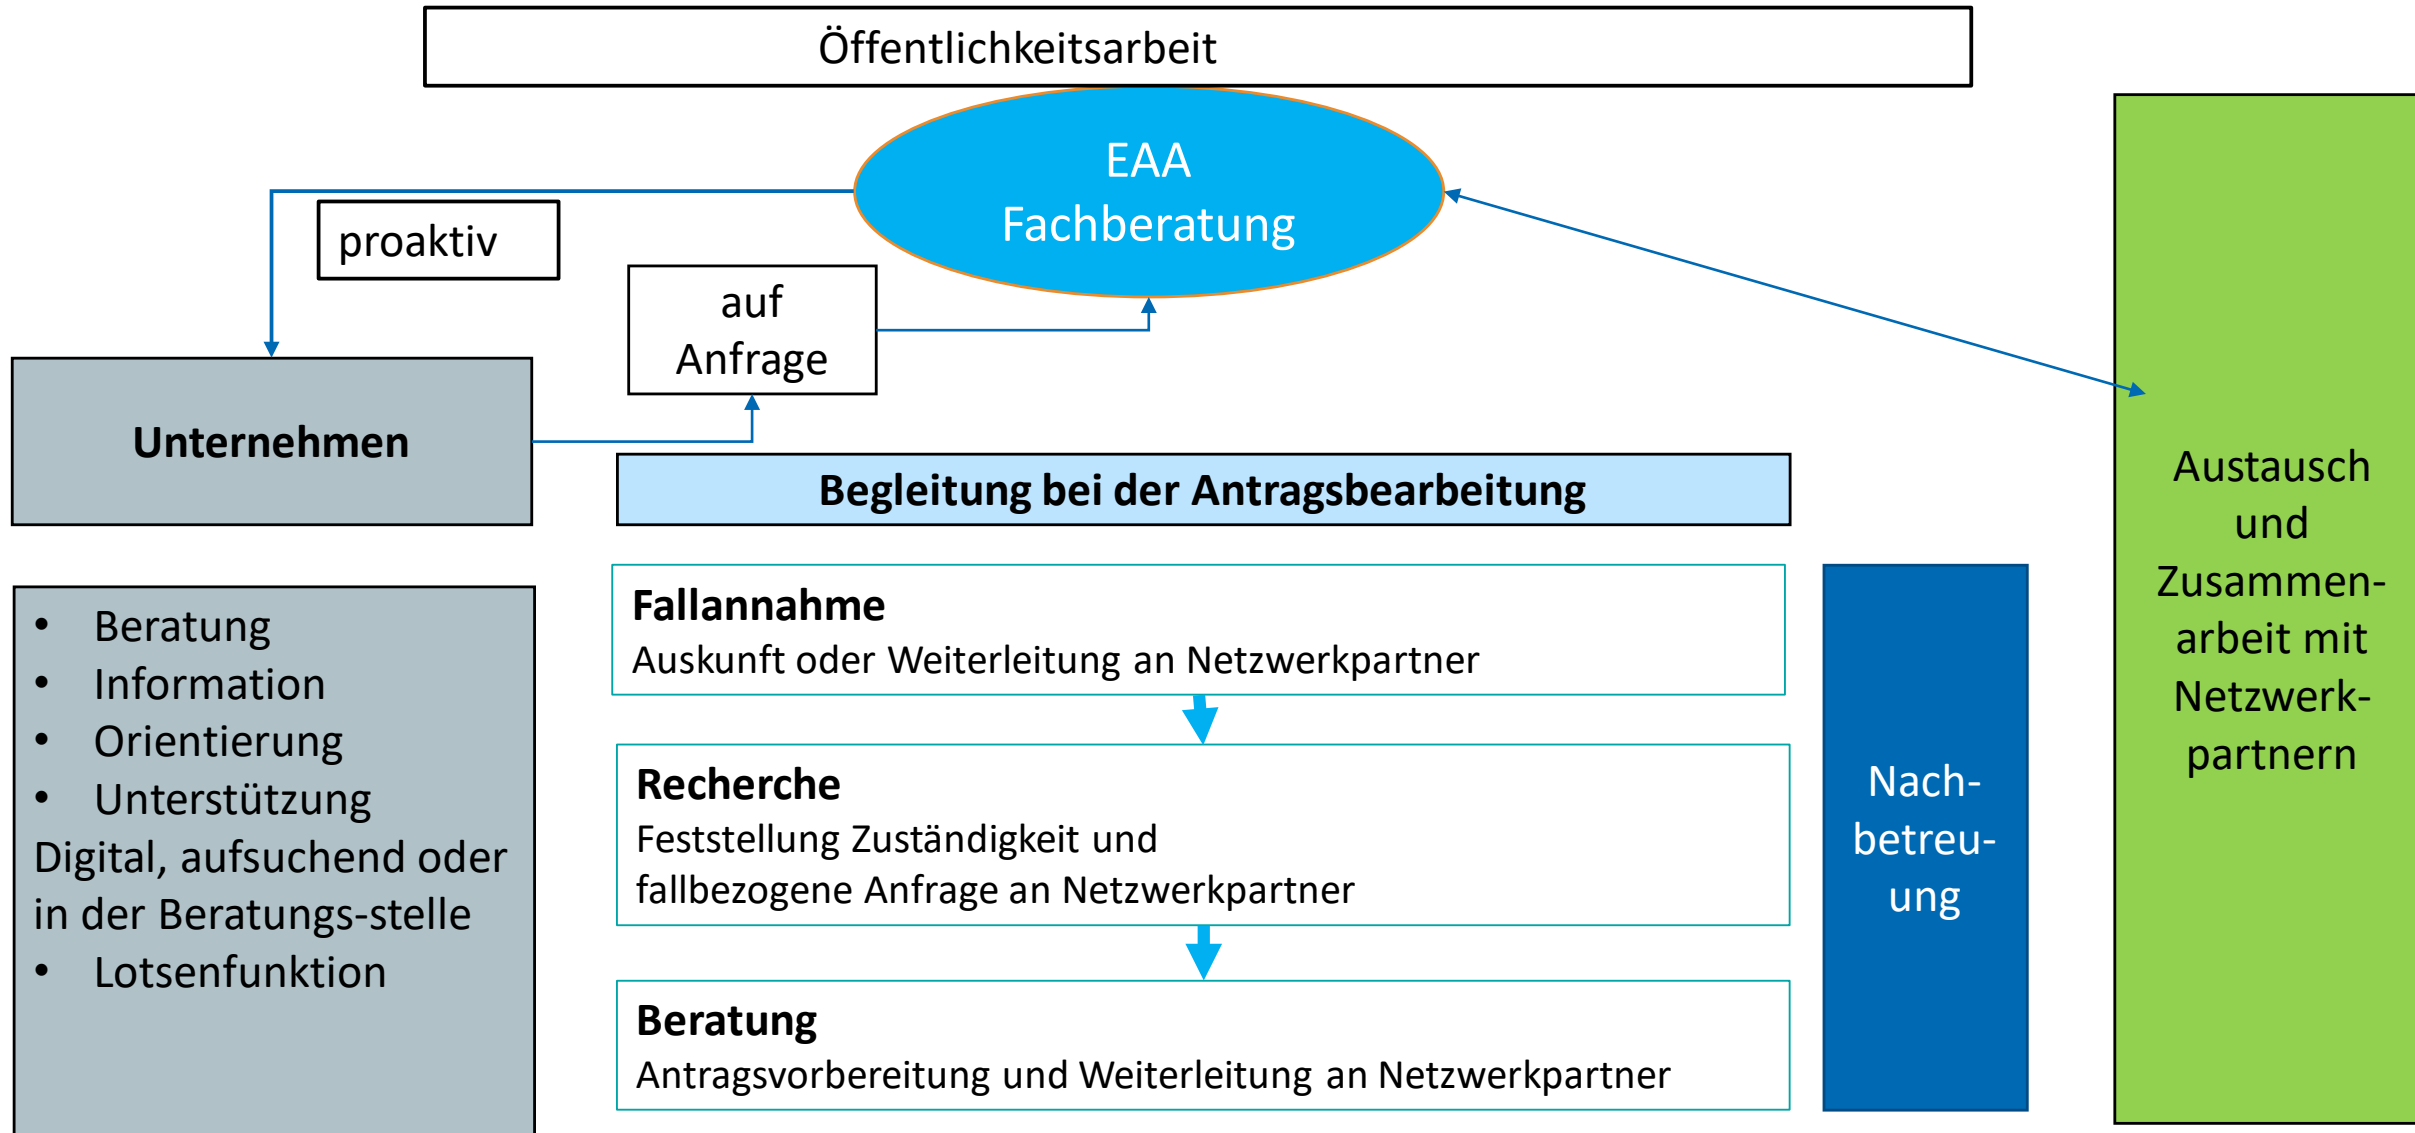 Öffentlichkeitsarbeit
EAA
Fachberatung
proaktiv
auf
Anfrage
Unternehmen
Begleitung bei der Antragsbearbeitung
• Beratung
• Information
• Orientierung
• Unterstützung
Digital, aufsuchend oder
in der Beratungs-stelle
• Lotsenfunktion
Fallannahme
Auskunft oder Weiterleitung an Netzwerkpartner
Recherche
Feststellung Zuständigkeit und
fallbezogene Anfrage an Netzwerkpartner
Beratung
Antragsvorbereitung und Weiterleitung an Netzwerkpartner
Nach-
betreu-
ung
Austausch
und
Zusammen-
arbeit mit
Netzwerk-
partnern